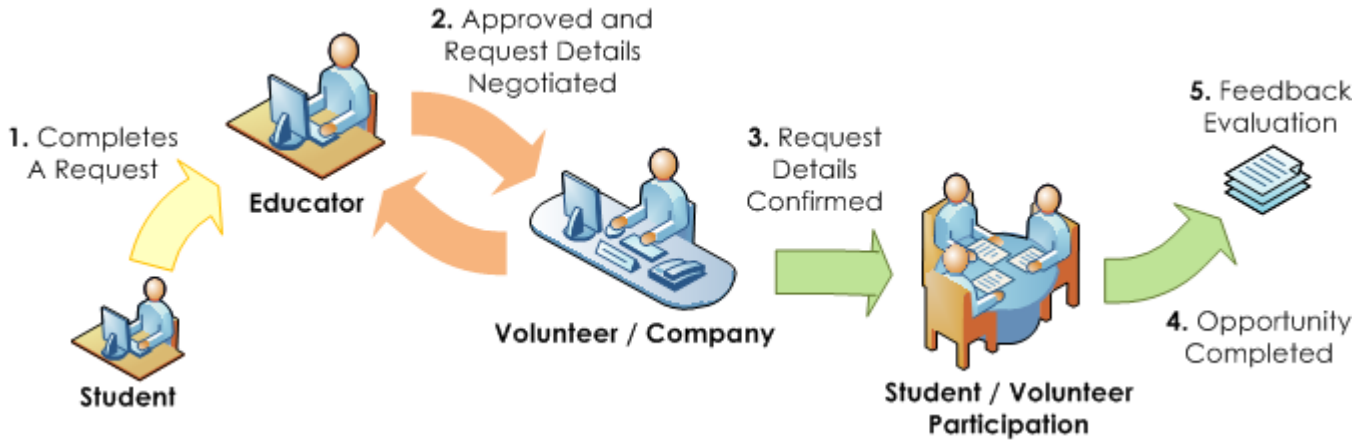 1. Completes
A Request
Student
Educator
2. Approved and
Request Details
Negotiated
Volunteer / Company
3. Request
Details
Confirmed
Student / Volunteer
Participation
4. Opportunity
Completed
5. Feedback
Evaluation